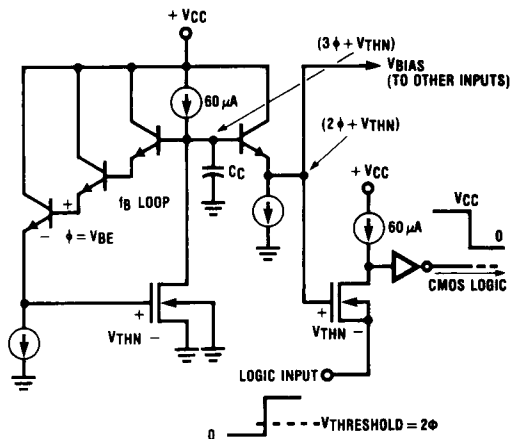 + VCC
(3ϕ + VTHN)
VBIAS
(TO OTHER INPUTS)
60 µA
(2ϕ + VTHN)
+ VCC
CC
fB LOOP
+
-
ϕ = VBE
60 µA
VCC
0
CMOS LOGIC
+
VTHN -
+
VTHN -
LOGIC INPUT
0
VTHRESHOLD = 2Φ